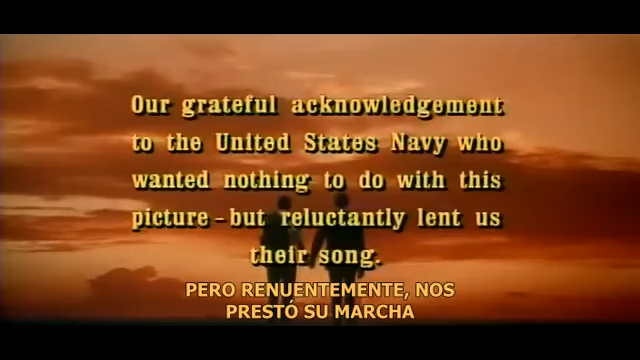 Our grateful acknowledgement
to the United States Navy who
wanted nothing to do with this
picture – but reluctantly lent us
their song.
PERO RENUENTEMENTE, NOS
PRESTÓ SU MARCHA